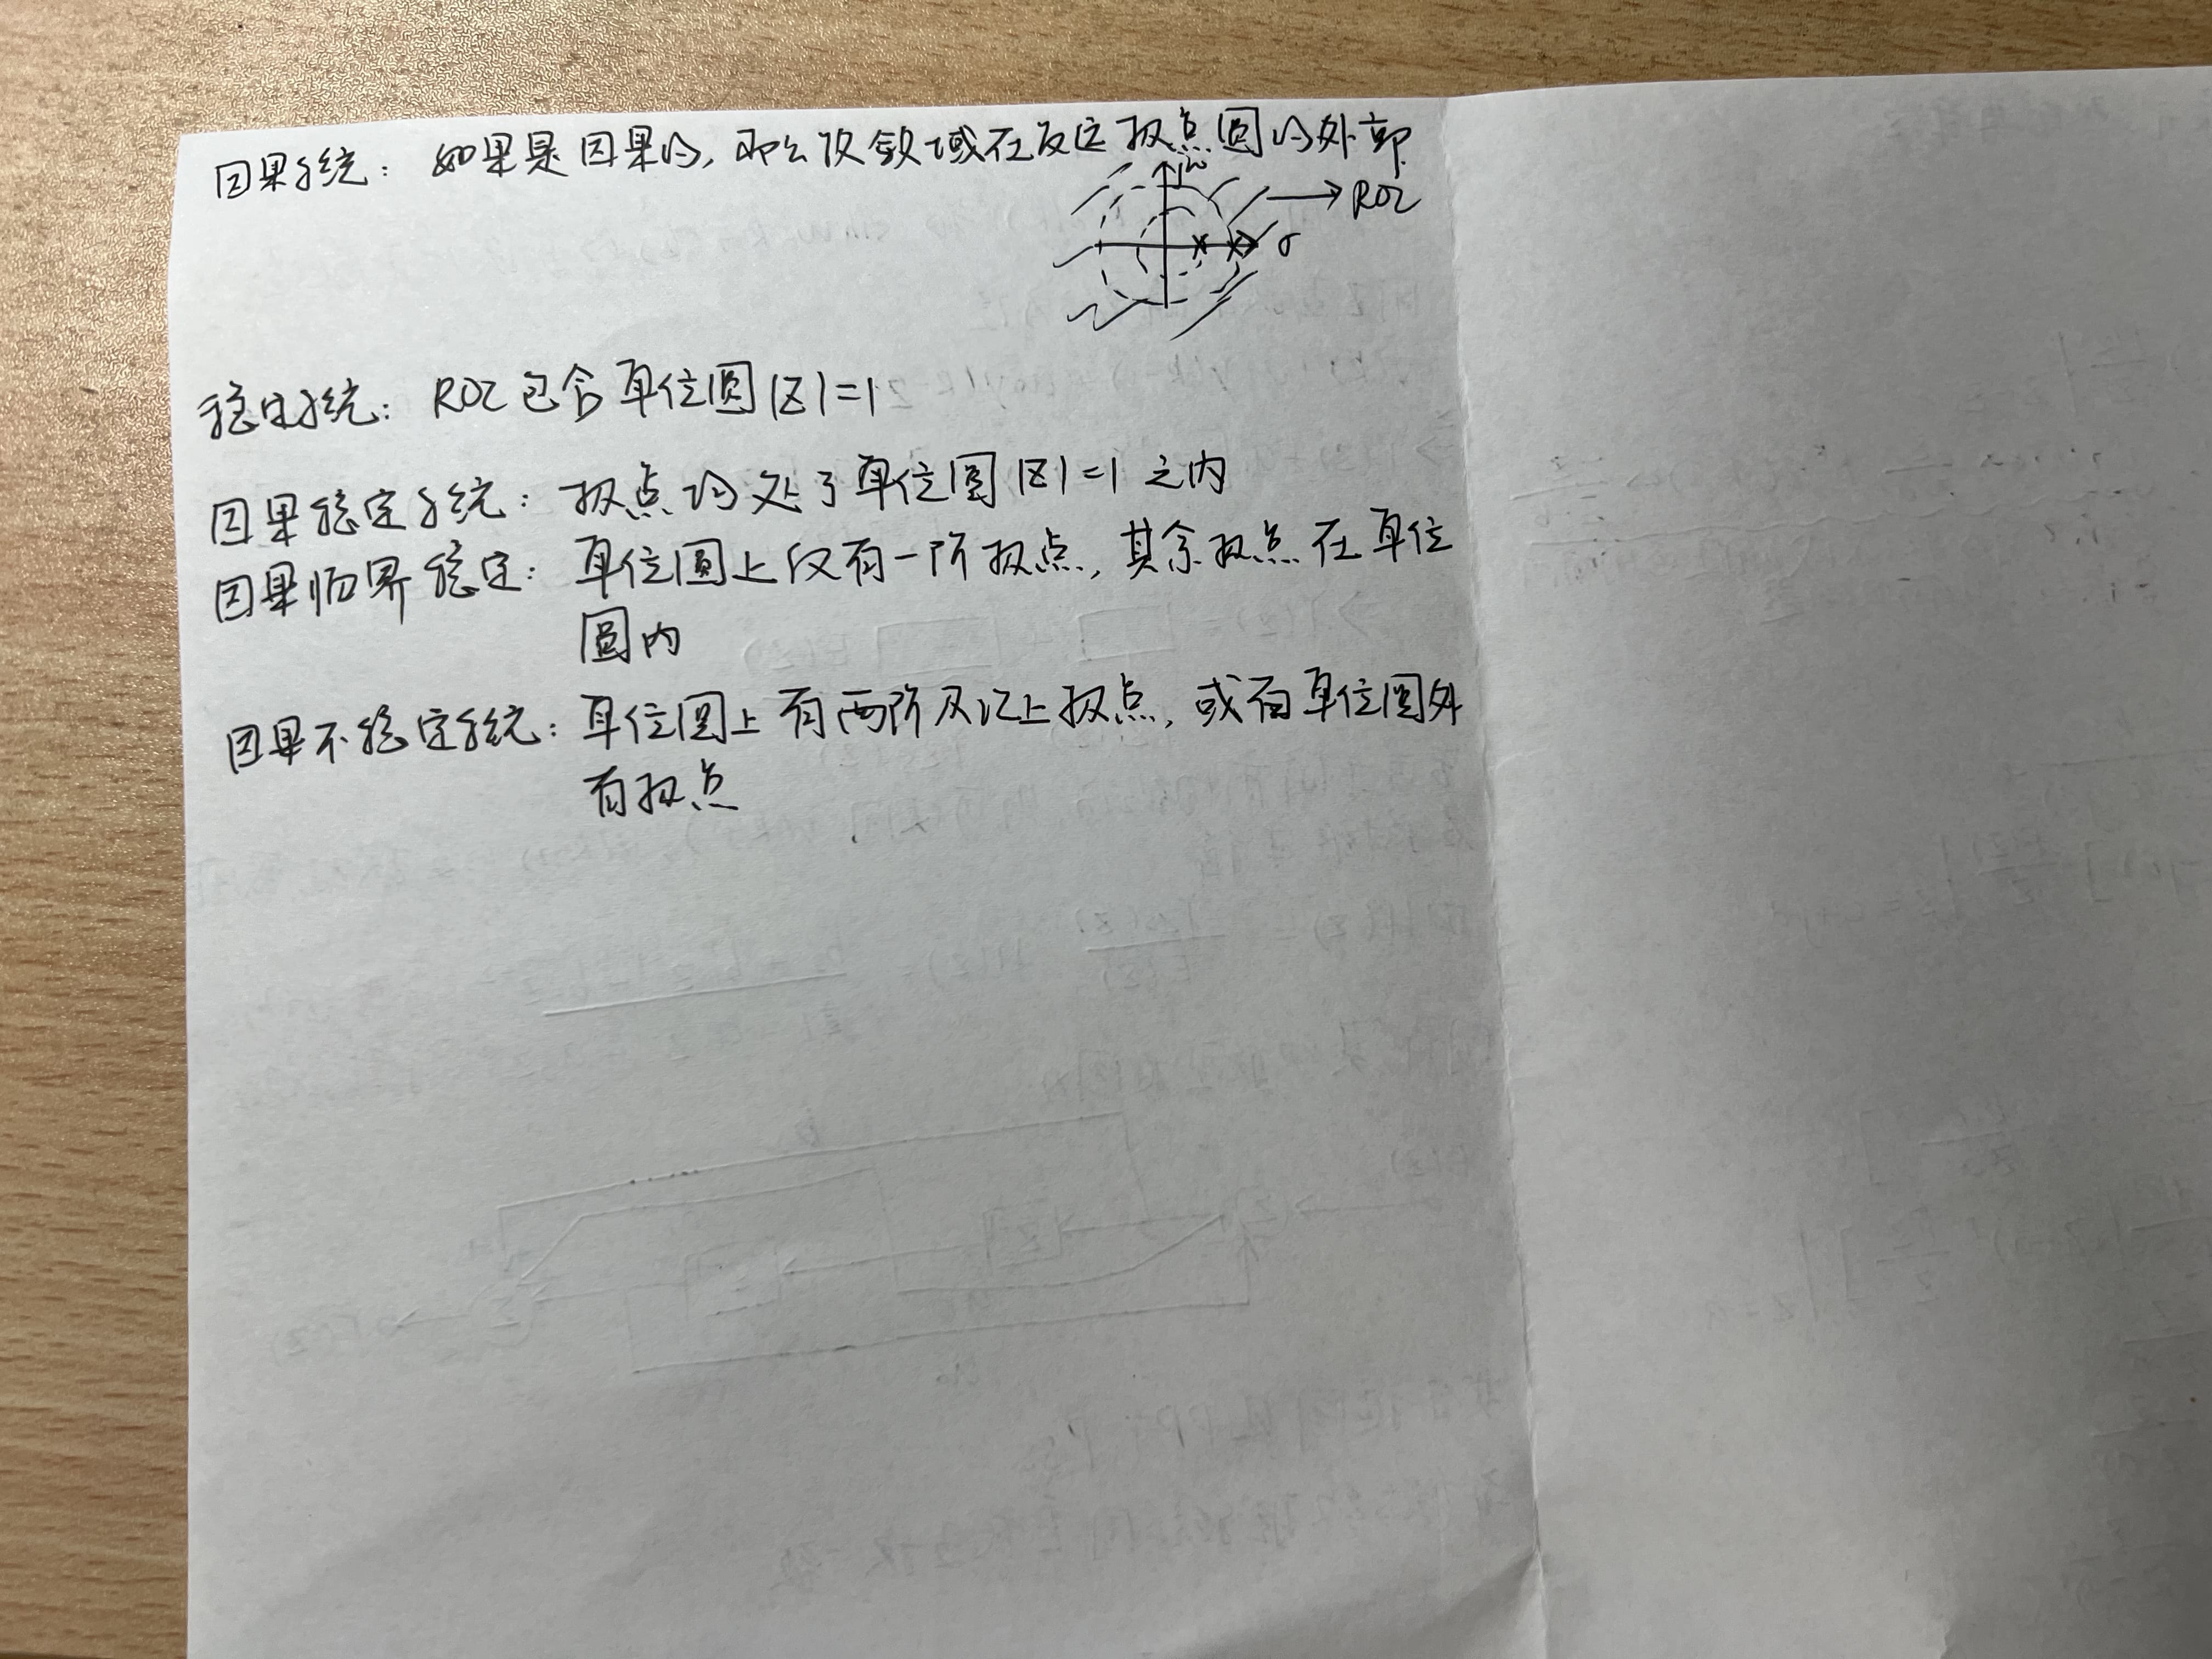 因果系统：如果是因果的，那么收敛域在最远极点圆的外部
jω
→ ROC
σ
稳定系统：ROC包含单位圆|Z|=1
因果稳定系统：极点均处于单位圆|Z|=1之内
因果临界稳定：单位圆上仅有一阶极点，其余极点在单位
圆内
因果不稳定系统：单位圆上有两阶及以上极点，或在单位圆外
有极点